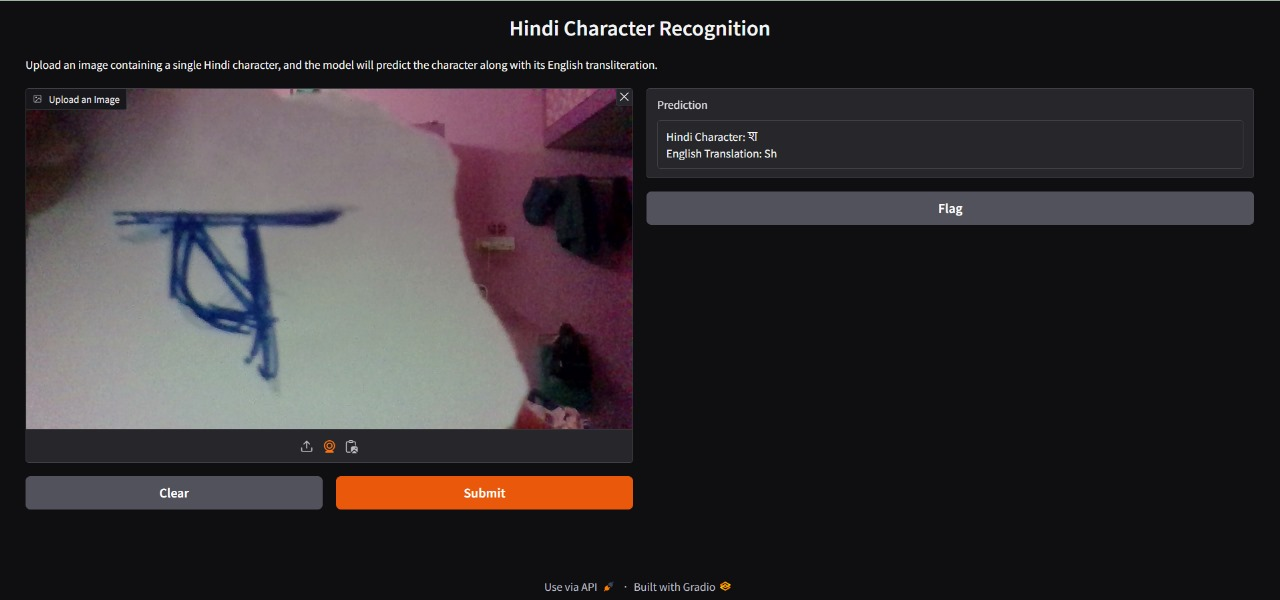 Hindi Character Recognition
Upload an image containing a single Hindi character, and the model will predict the character along with its English transliteration.
Upload an Image
ष
Clear
Submit
Prediction
Hindi Character: श
English Translation: Sh
Flag
Use via API · Built with Gradio